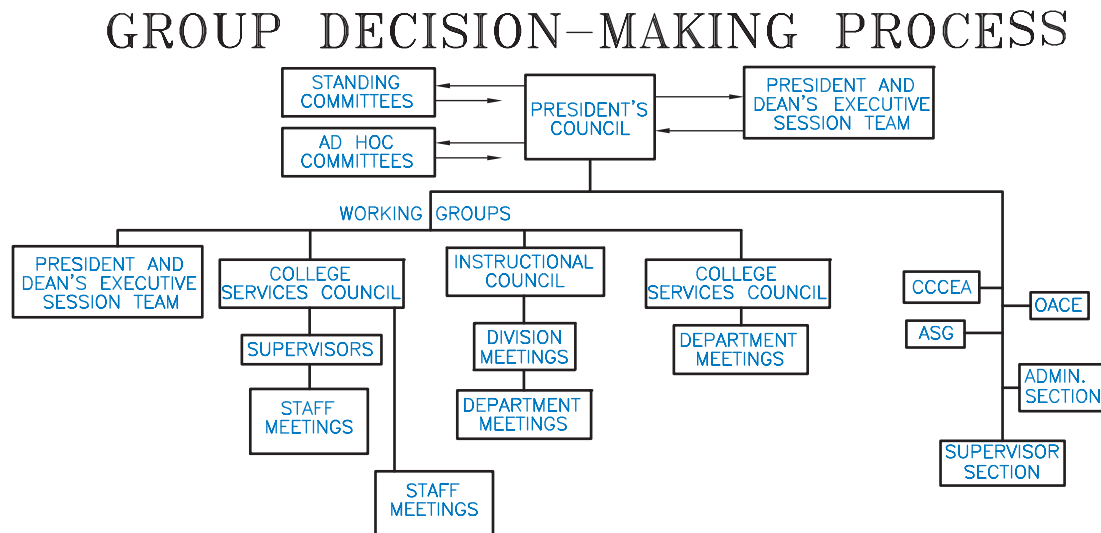 GROUP DECISION-MAKING PROCESS
STANDING
COMMITTEES
PRESIDENT'S
COUNCIL
PRESIDENT AND
DEAN'S EXECUTIVE
SESSION TEAM
AD HOC
COMMITTEES
WORKING GROUPS
PRESIDENT AND
DEAN'S EXECUTIVE
SESSION TEAM
COLLEGE
SERVICES COUNCIL
INSTRUCTIONAL
COUNCIL
COLLEGE
SERVICES COUNCIL
CCCEA
OACE
ASG
SUPERVISORS
DIVISION
MEETINGS
DEPARTMENT
MEETINGS
ADMIN.
SECTION
STAFF
MEETINGS
DEPARTMENT
MEETINGS
SUPERVISOR
SECTION
STAFF
MEETINGS